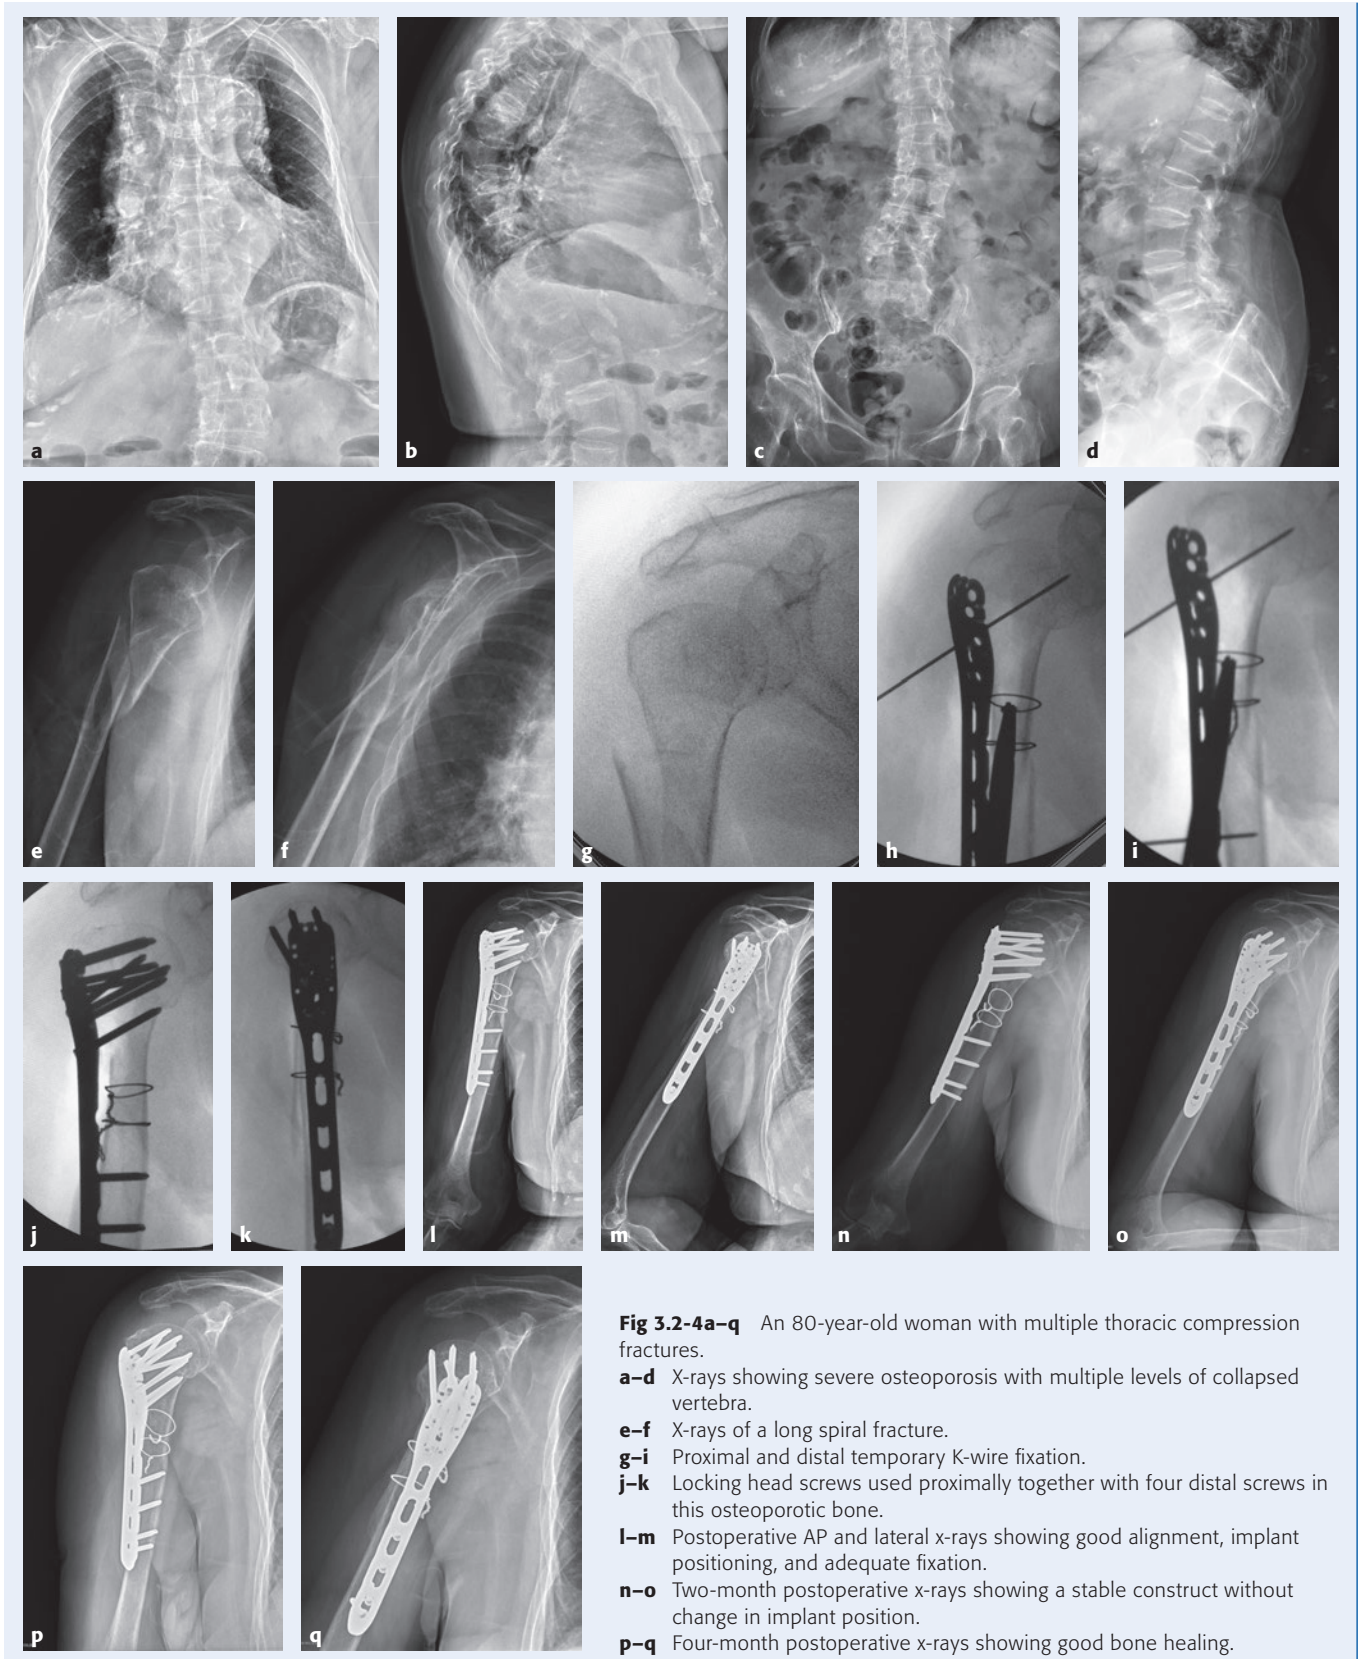 a
b
c
d
e
f
g
h
i
j
k
l
m
n
o
p
q
Fig 3.2-4a–q An 80-year-old woman with multiple thoracic compression
fractures.
a–d X-rays showing severe osteoporosis with multiple levels of collapsed
vertebra.
e–f X-rays of a long spiral fracture.
g–i Proximal and distal temporary K-wire fixation.
j–k Locking head screws used proximally together with four distal screws in
this osteoporotic bone.
l–m Postoperative AP and lateral x-rays showing good alignment, implant
positioning, and adequate fixation.
n–o Two-month postoperative x-rays showing a stable construct without
change in implant position.
p–q Four-month postoperative x-rays showing good bone healing.